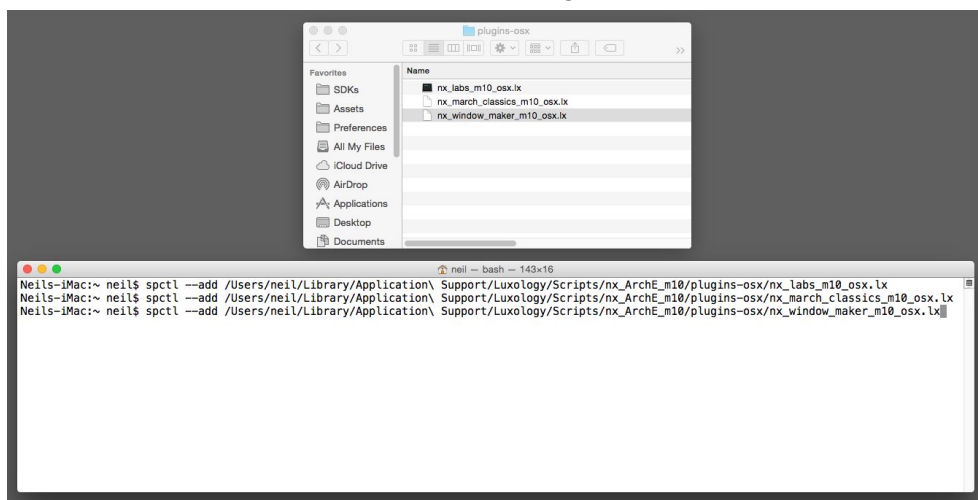 plugins-osx
Favorites
SDKs
Assets
Preferences
All My Files
iCloud Drive
AirDrop
Applications
Desktop
Documents
Name
nx_labs_m10_osx.lx
nx_march_classics_m10_osx.lx
nx_window_maker_m10_osx.lx
neil — bash — 143×16
Neils-iMac:~ neil$ spctl --add /Users/neil/Library/Application\ Support/Luxology/Scripts/nx_ArchE_m10/plugins-osx/nx_labs_m10_osx.lx
Neils-iMac:~ neil$ spctl --add /Users/neil/Library/Application\ Support/Luxology/Scripts/nx_ArchE_m10/plugins-osx/nx_march_classics_m10_osx.lx
Neils-iMac:~ neil$ spctl --add /Users/neil/Library/Application\ Support/Luxology/Scripts/nx_ArchE_m10/plugins-osx/nx_window_maker_m10_osx.lx